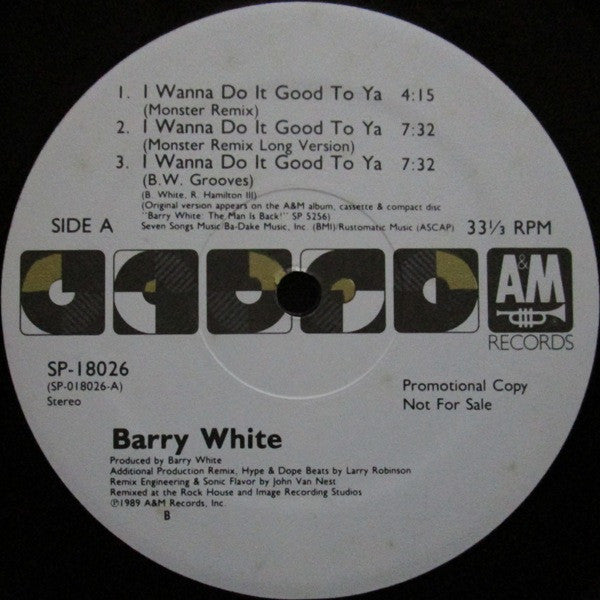 1. I Wanna Do It Good To Ya 4:15
(Monster Remix)
2. I Wanna Do It Good To Ya 7:32
(Monster Remix Long Version)
3. I Wanna Do It Good To Ya 7:32
(B.W. Grooves)
(B. White, R. Hamilton III)
(Original version appears on the A&M album, cassette & compact disc
"Barry White: The Man Is Back!" SP 5256)
SIDE A
Seven Songs Music/Ba-Dake Music, Inc. (BMI)/Rustomatic Music (ASCAP)
33⅓ RPM
A&M
RECORDS
SP-18026
(SP-018026-A)
Stereo
Promotional Copy
Not For Sale
Barry White
Produced by Barry White
Additional Production Remix, Hype & Dope Beats by Larry Robinson
Remix Engineering & Sonic Flavor by John Van Nest
Remixed at the Rock House and Image Recording Studios
℗1989 A&M Records, Inc.
B